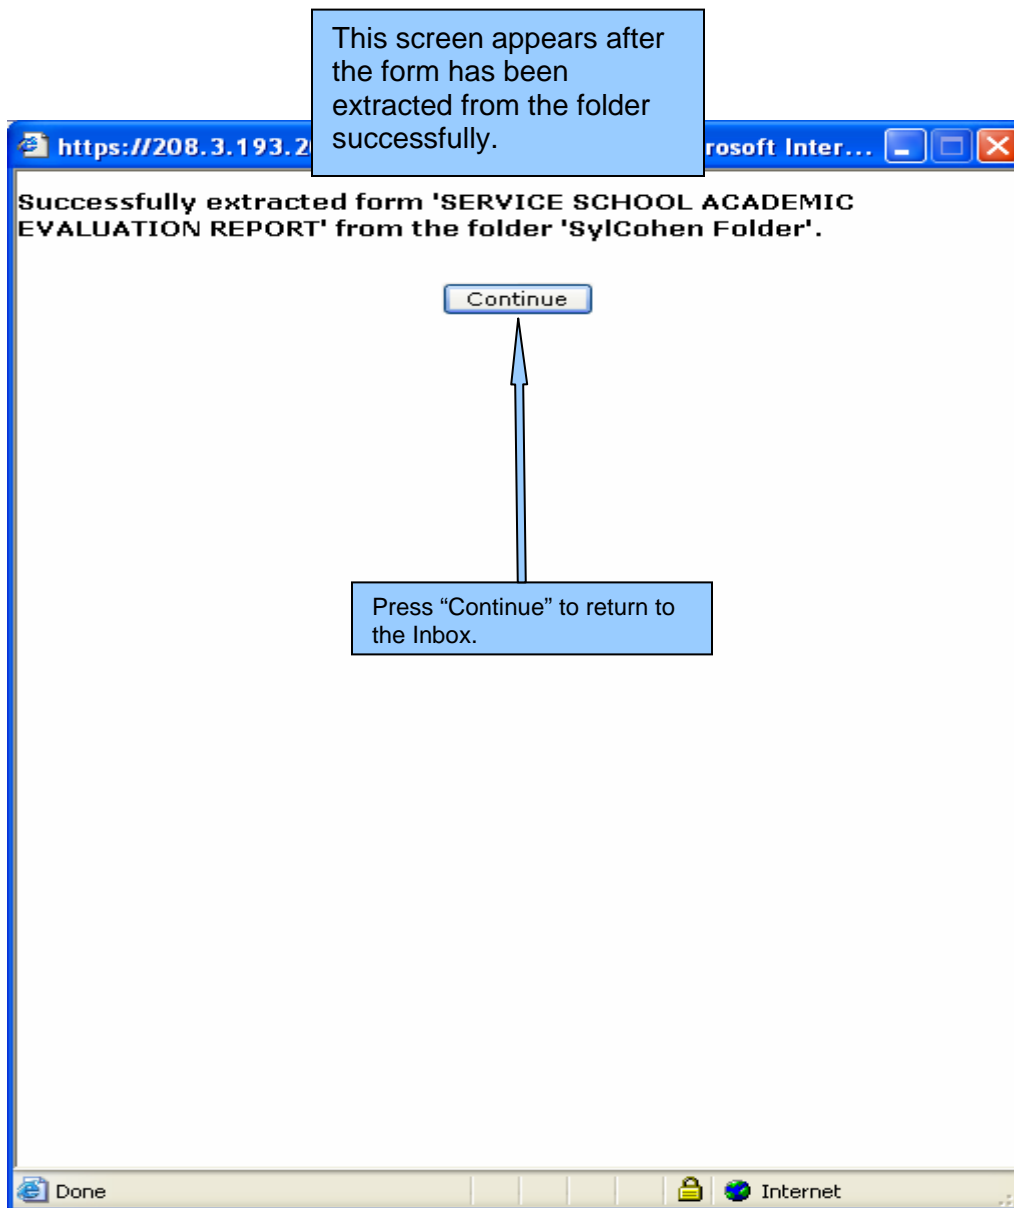 This screen appears after
the form has been
extracted from the folder
successfully.
https://208.3.193.2 rosoft Inter...
Successfully extracted form 'SERVICE SCHOOL ACADEMIC
EVALUATION REPORT' from the folder 'SylCohen Folder'.
Continue
Press “Continue” to return to
the Inbox.
Done Internet